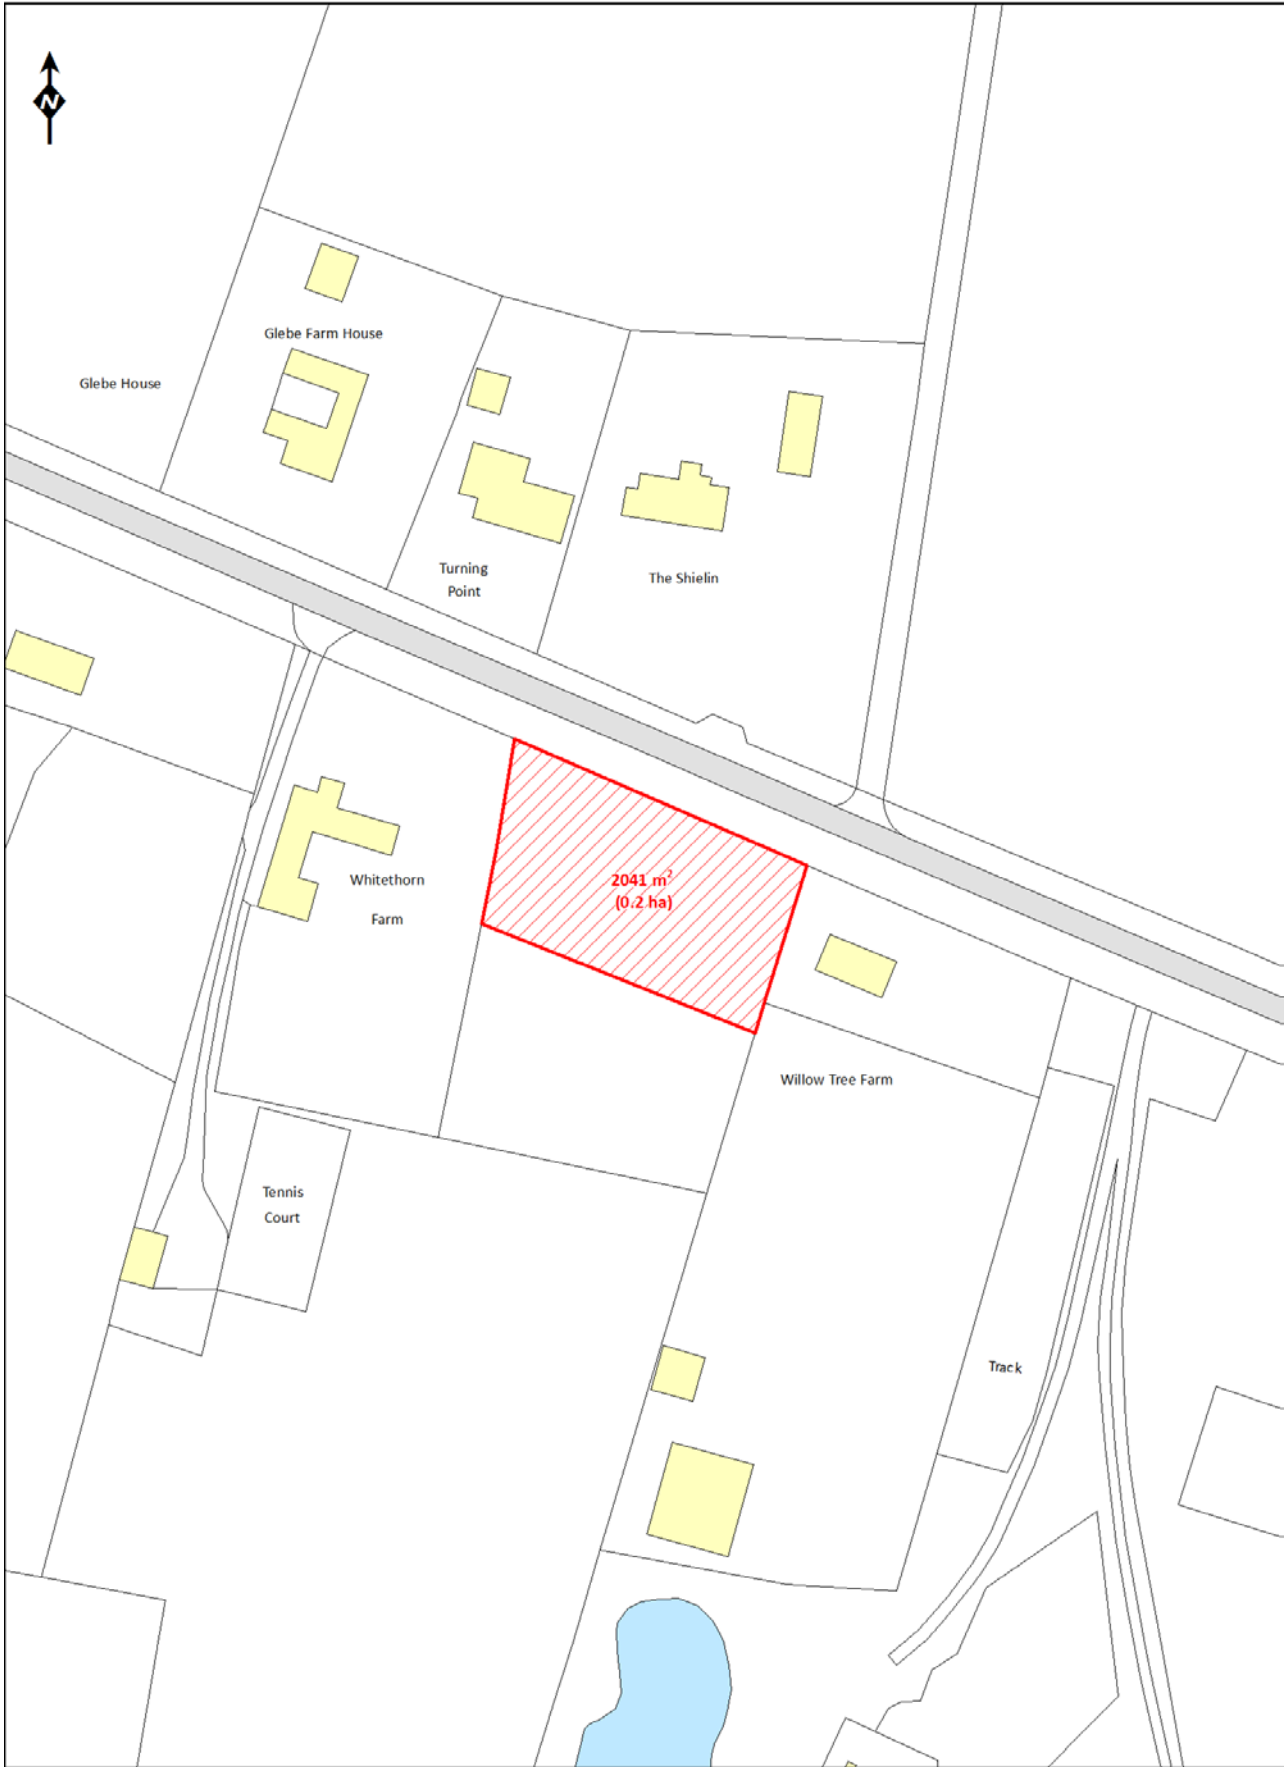 N
Glebe Farm House
Glebe House
Turning
Point
The Shielin
2041 m²
(0.2 ha)
Whitethorn
Farm
Willow Tree Farm
Tennis
Court
Track